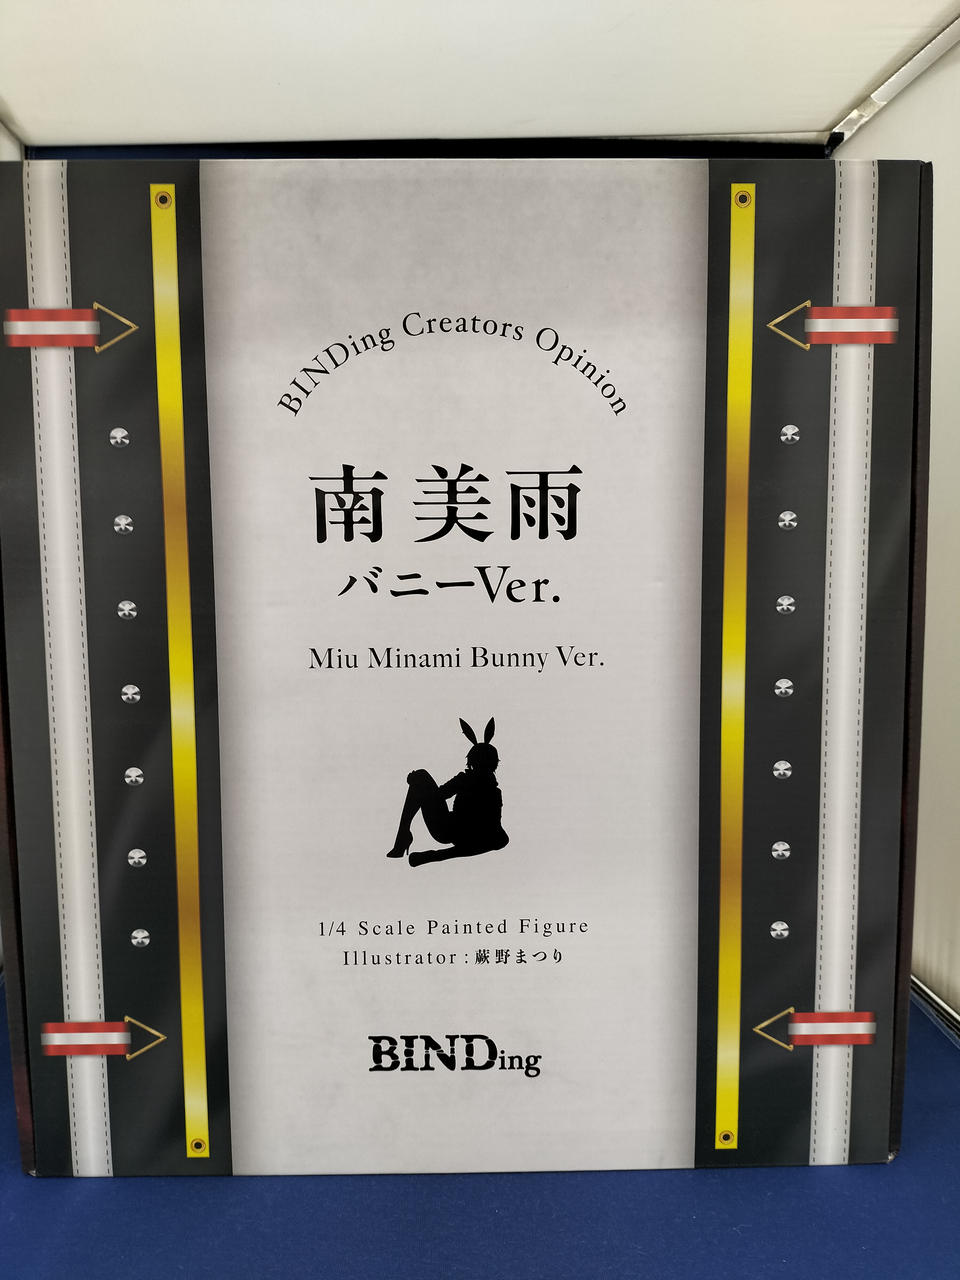 BINDing Creators Opinion
南 美雨
バニーVer.
Miu Minami Bunny Ver.
1/4 Scale Painted Figure
Illustrator : 蕨野まつり
BINDing